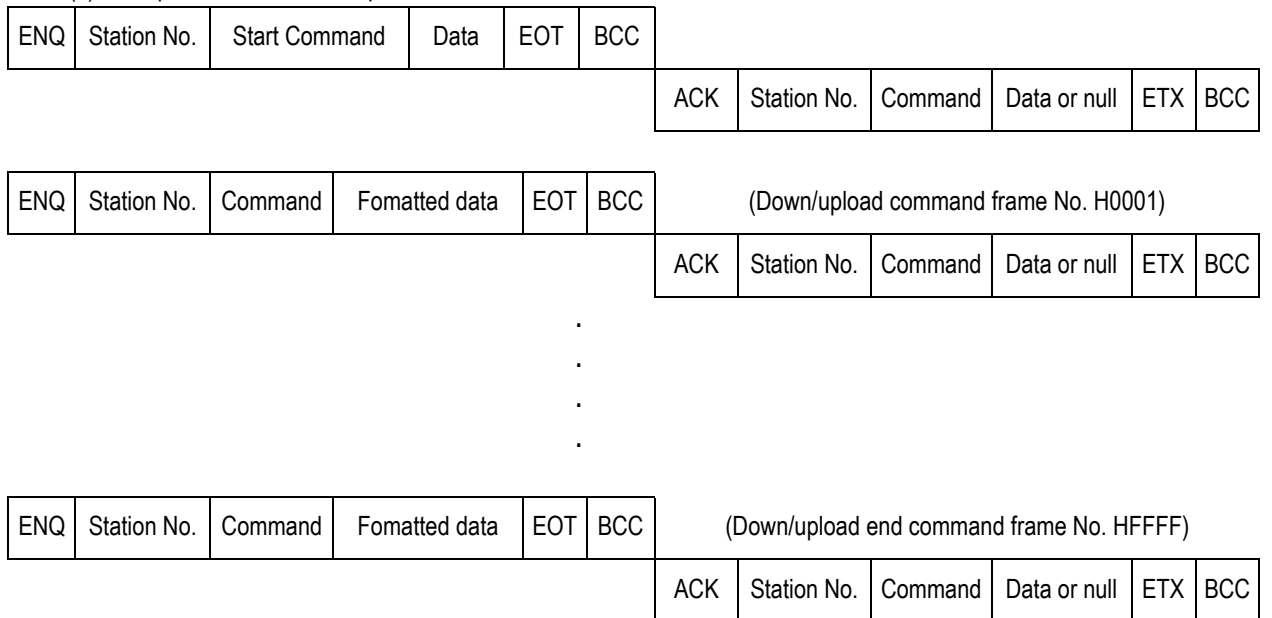 ENQ Station No. Start Command Data EOT BCC
ACK Station No. Command Data or null ETX BCC
ENQ Station No. Command Fomatted data EOT BCC (Down/upload command frame No. H0001)
ACK Station No. Command Data or null ETX BCC
.
.
.
.
ENQ Station No. Command Fomatted data EOT BCC (Down/upload end command frame No. HFFFF)
ACK Station No. Command Data or null ETX BCC